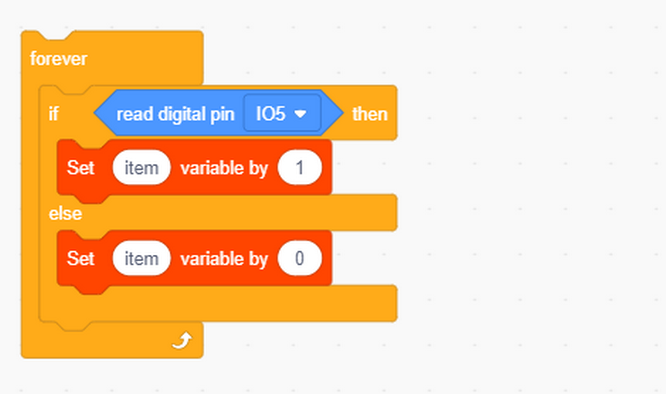 forever
if read digital pin IO5 then
Set item variable by 1
else
Set item variable by 0